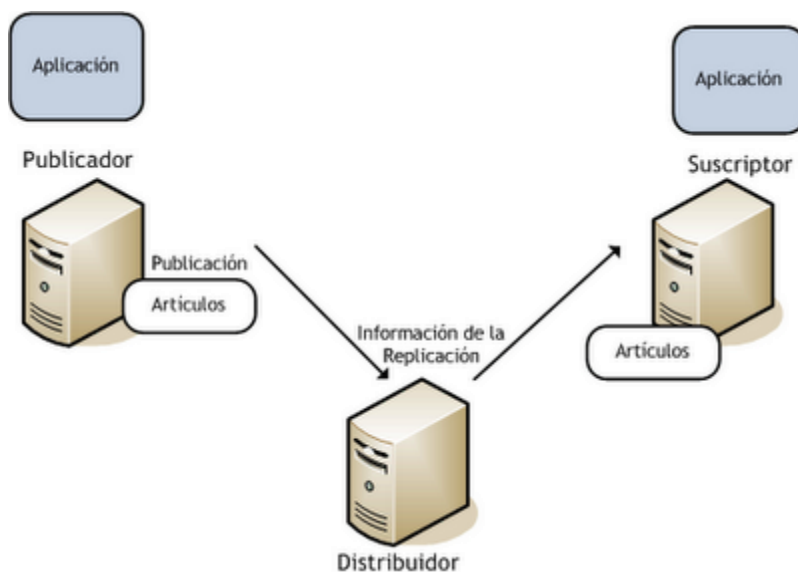 Aplicación
Aplicación
Publicador
Suscriptor
Publicación
Artículos
Información de la
Replicación
Artículos
Distribuidor